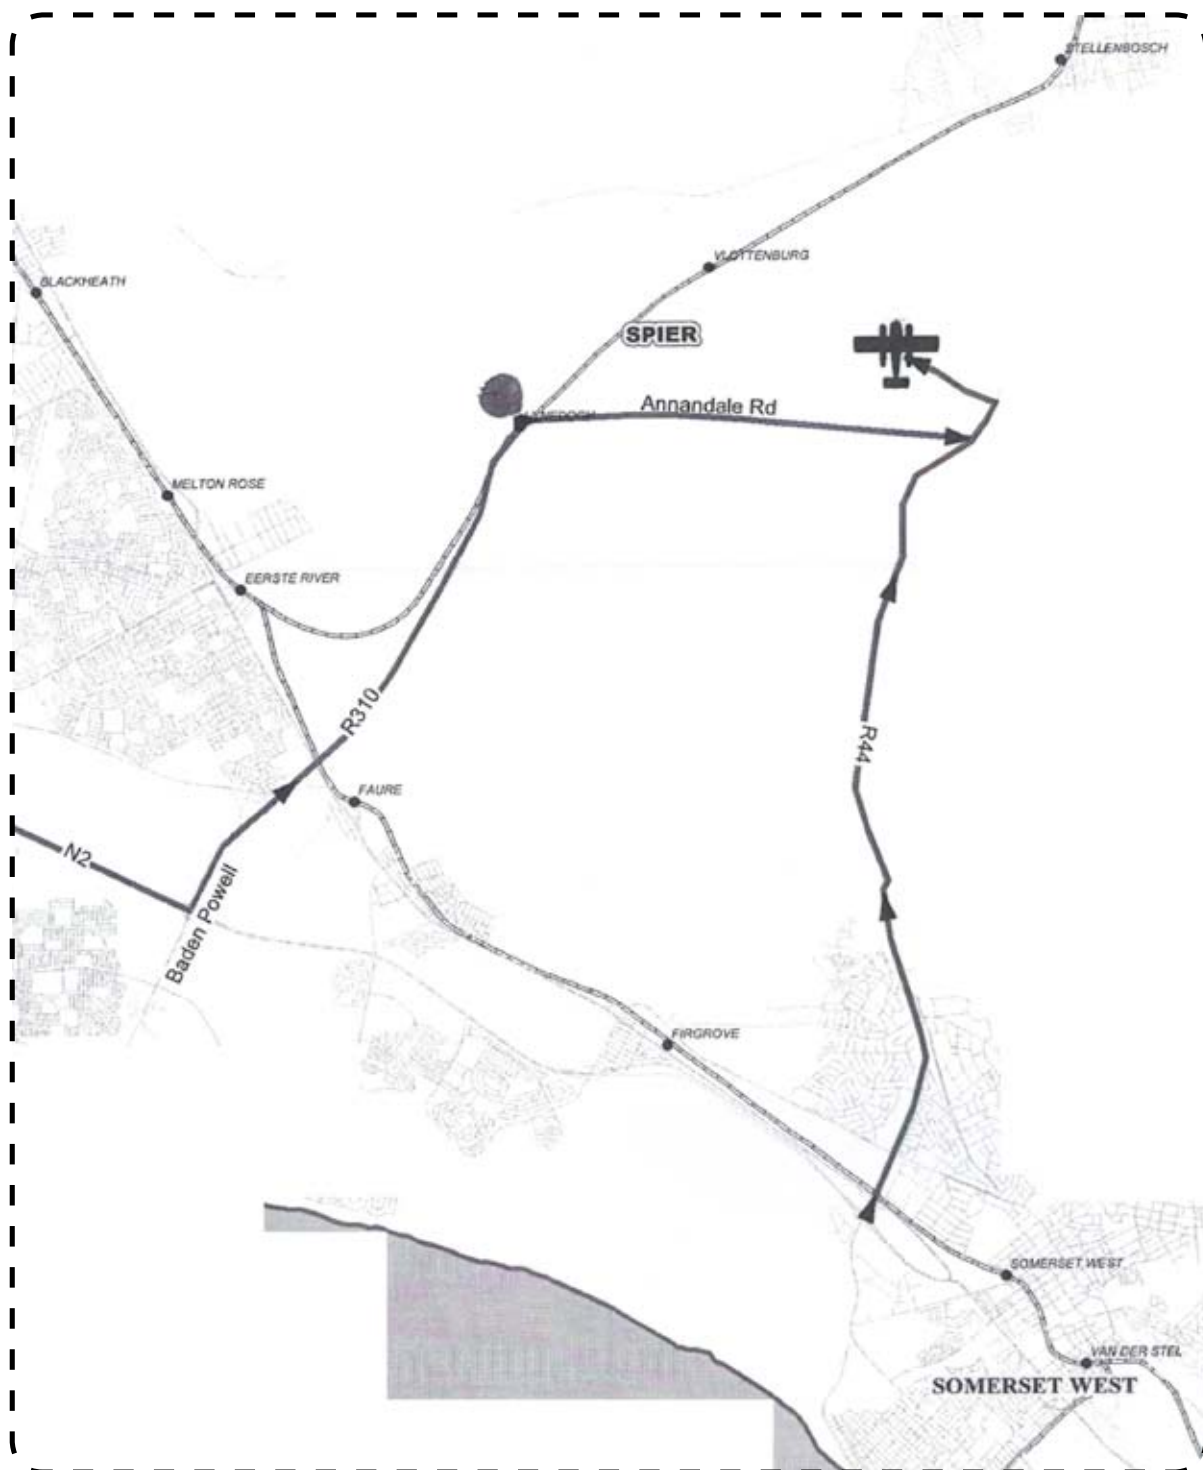 STELLENBOSCH
VLOTTENBURG
BLACKHEATH
SPIER
Annandale Rd
LYNEDOCH
MELTON ROSE
EERSTE RIVER
R310
R44
FAURE
N2
Baden Powell
FIRGROVE
SOMERSET WEST
VAN DER STEL
SOMERSET WEST